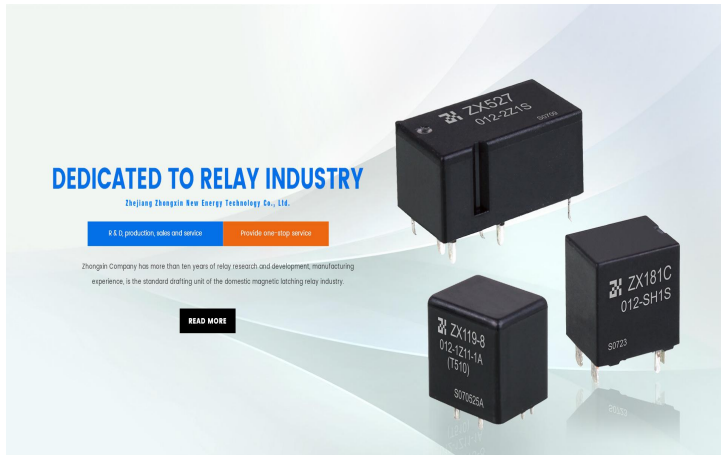 DEDICATED TO RELAY INDUSTRY
Zhejiang Zhongxin New Energy Technology Co., Ltd.
R & D, production, sales and service
Provide one-stop service
Zhongxin Company has more than ten years of relay research and development, manufacturing
experience, is the standard drafting unit of the domestic magnetic latching relay industry.
READ MORE
ZX527
012-2Z1S
S0709
ZX181C
012-SH1S
S0723
ZX119-8
012-1Z11-1A
(T510)
S070525A